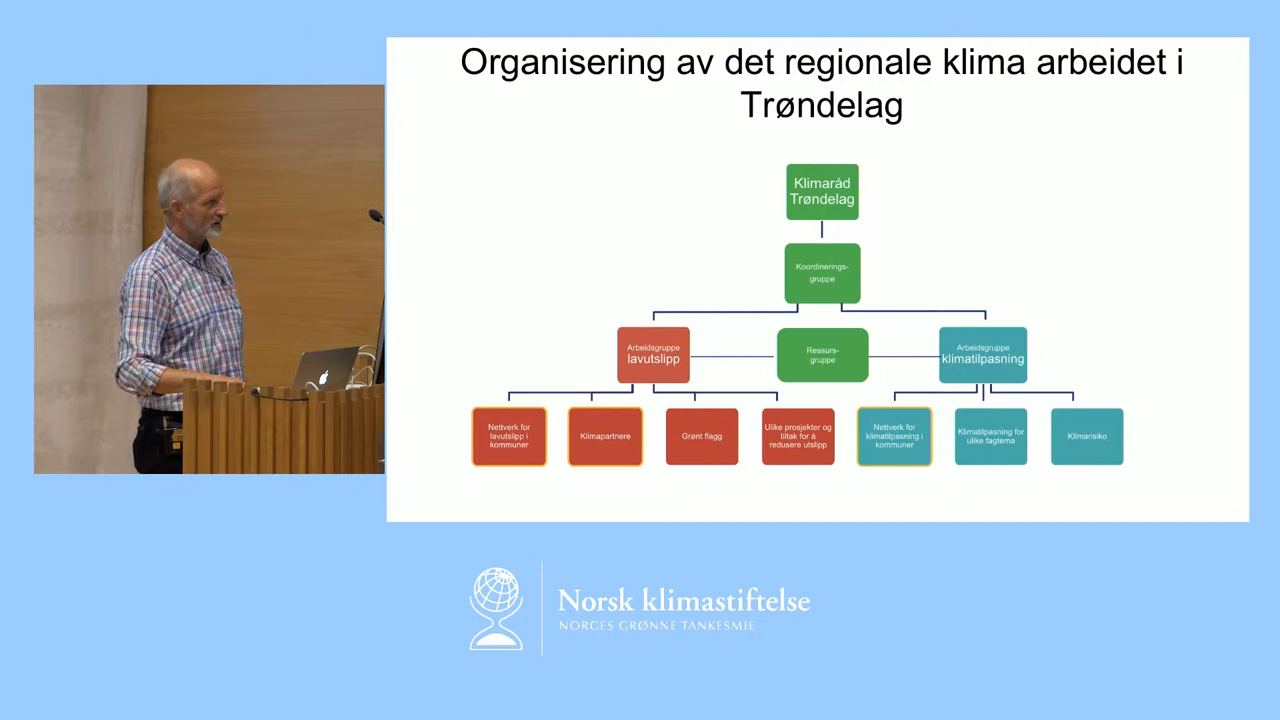 Organisering av det regionale klima arbeidet i
Trøndelag
Klimaråd
Trøndelag
Koordinerings-
gruppe
Arbeidsgruppe
lavutslipp
Ressurs-
gruppe
Arbeidsgruppe
klimatilpasning
Nettverk for
lavutslipp i
kommuner
Klimapartnere
Grønt flagg
Ulike prosjekter og
tiltak for å
redusere utslipp
Nettverk for
klimatilpasning i
kommuner
Klimatilpasning for
ulike fagtema
Klimarisiko
Norsk klimastiftelse
NORGES GRØNNE TANKESMIE